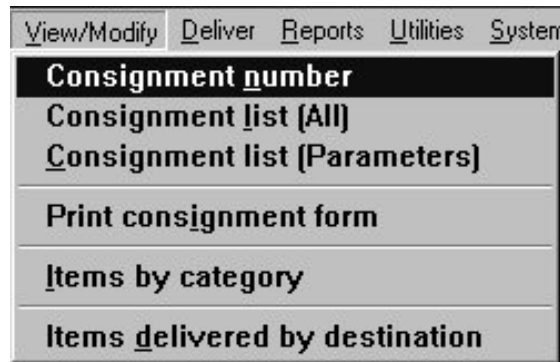 View/Modify Deliver Reports Utilities System
Consignment number
Consignment list (All)
Consignment list (Parameters)
Print consignment form
Items by category
Items delivered by destination